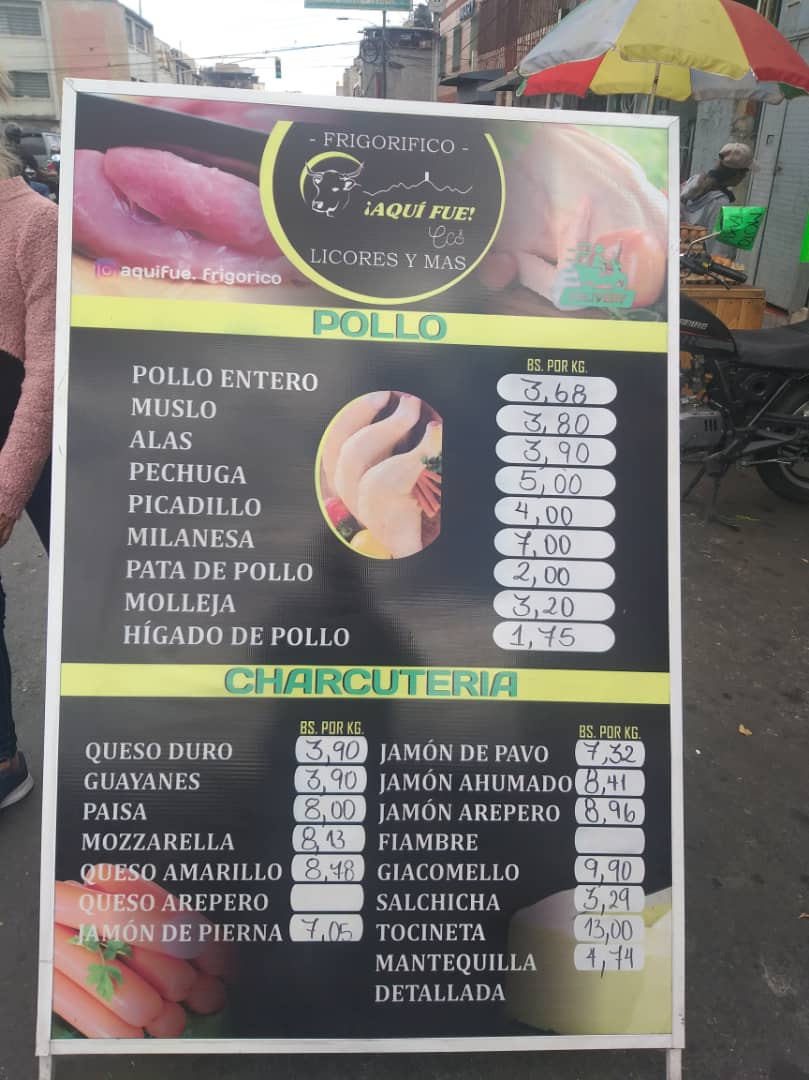 - FRIGORIFICO -
¡AQUÍ FUE!
LICORES Y MAS
aquifue. frigorico
POLLO
BS. POR KG.
POLLO ENTERO 3,68
MUSLO 3,80
ALAS 3,90
PECHUGA 5,00
PICADILLO 4,00
MILANESA 7,00
PATA DE POLLO 2,00
MOLLEJA 3,20
HÍGADO DE POLLO 1,75
CHARCUTERIA
BS. POR KG. BS. POR KG.
QUESO DURO 3,90 JAMÓN DE PAVO 7,32
GUAYANES 3,90 JAMÓN AHUMADO 8,41
PAISA 8,00 JAMÓN AREPERO 8,96
MOZZARELLA 8,13 FIAMBRE
QUESO AMARILLO 8,78 GIACOMELLO 9,90
QUESO AREPERO SALCHICHA 3,29
JAMÓN DE PIERNA 7,05 TOCINETA 13,00
MANTEQUILLA 4,74
DETALLADA